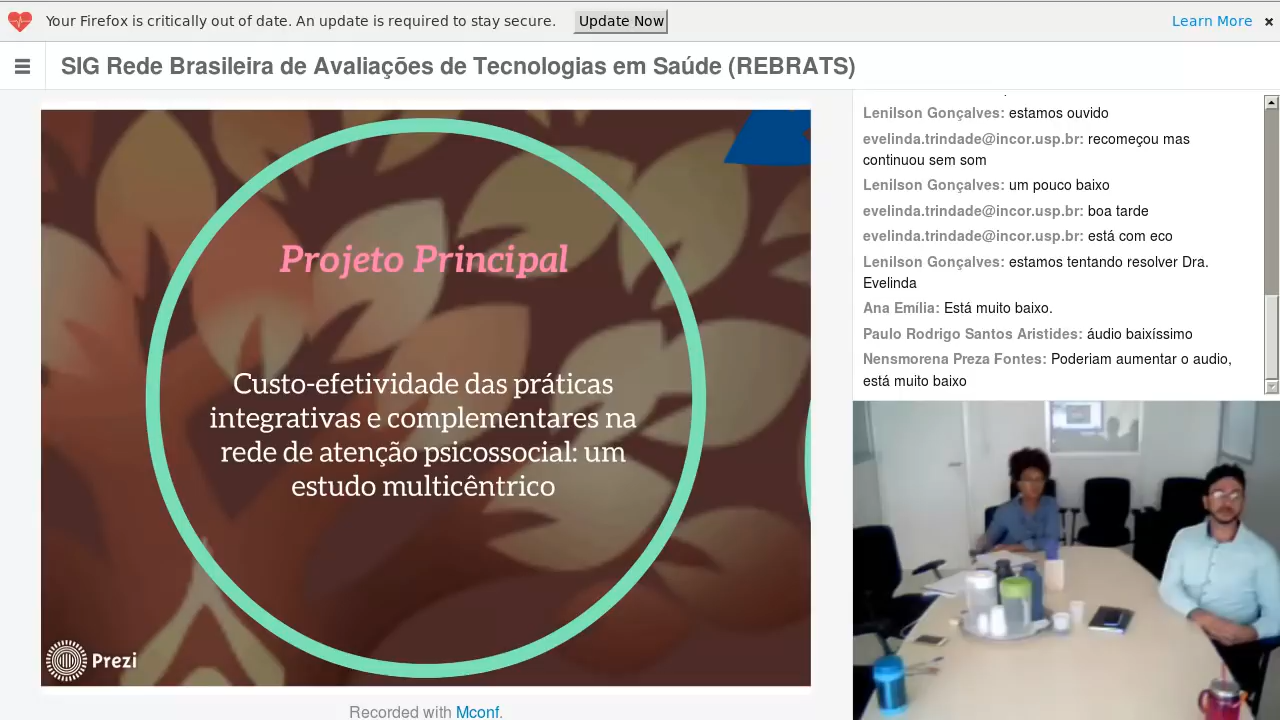 Your Firefox is critically out of date. An update is required to stay secure.
Update Now
Learn More
SIG Rede Brasileira de Avaliações de Tecnologias em Saúde (REBRATS)
Projeto Principal
Custo-efetividade das práticas
integrativas e complementares na
rede de atenção psicossocial: um
estudo multicêntrico
Prezi
Recorded with Mconf.
Lenilson Gonçalves: estamos ouvido
evelinda.trindade@incor.usp.br: recomeçou mas
continuou sem som
Lenilson Gonçalves: um pouco baixo
evelinda.trindade@incor.usp.br: boa tarde
evelinda.trindade@incor.usp.br: está com eco
Lenilson Gonçalves: estamos tentando resolver Dra.
Evelinda
Ana Emília: Está muito baixo.
Paulo Rodrigo Santos Aristides: áudio baixíssimo
Nensmorena Preza Fontes: Poderiam aumentar o audio,
está muito baixo